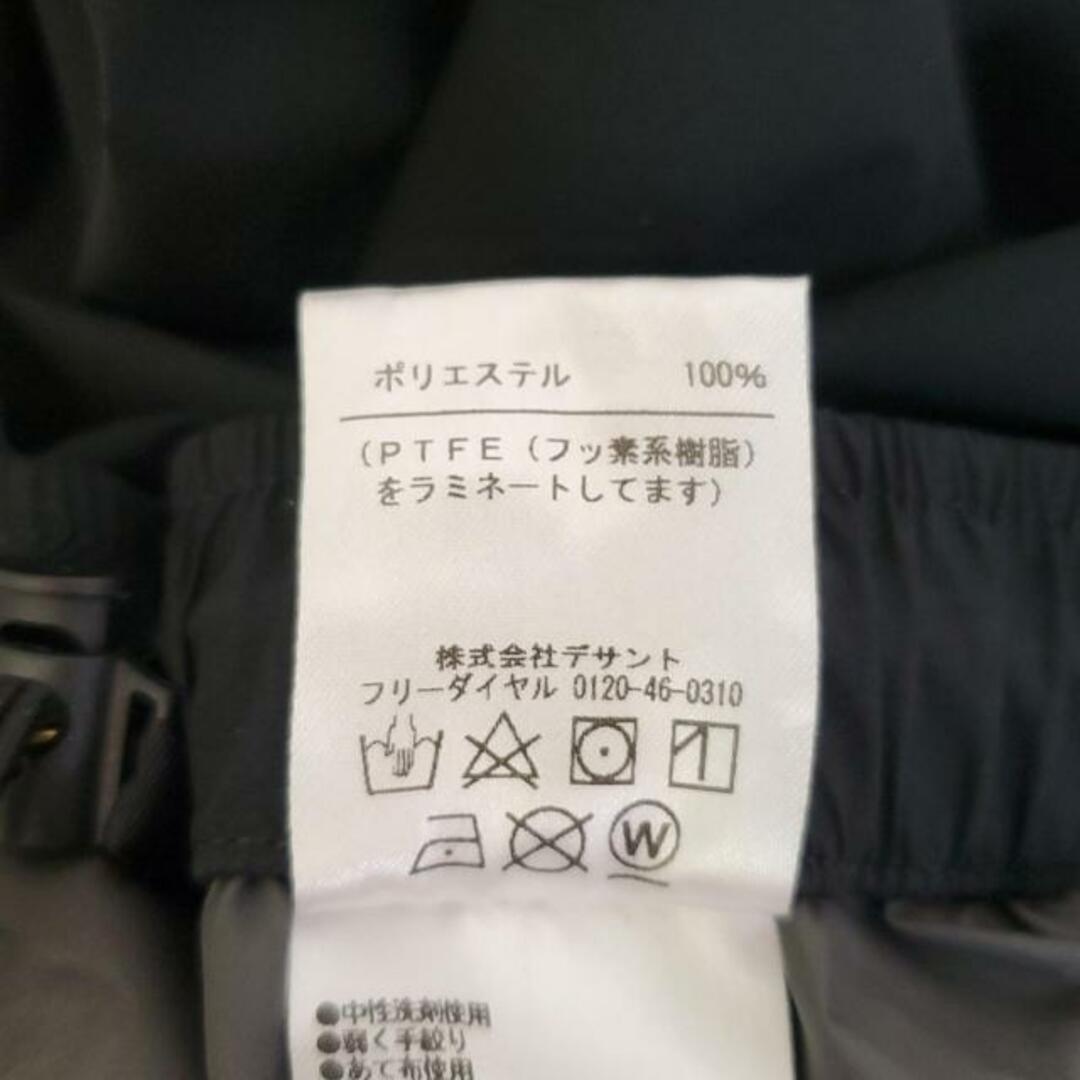 ポリエステル 100%
(PTFE(フッ素系樹脂)
をラミネートしてます)
株式会社デサント
フリーダイヤル 0120-46-0310
W
●中性洗剤使用
●弱く手絞り
●あて布使用